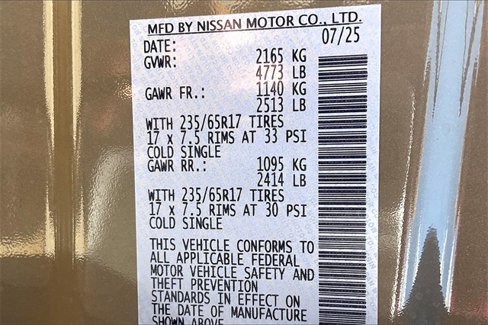 MFD BY NISSAN MOTOR CO., LTD.
DATE: 07/25
GVWR: 2165 KG
4773 LB
GAWR FR.: 1140 KG
2513 LB
WITH 235/65R17 TIRES
17 x 7.5 RIMS AT 33 PSI
COLD SINGLE
GAWR RR.: 1095 KG
2414 LB
WITH 235/65R17 TIRES
17 x 7.5 RIMS AT 30 PSI
COLD SINGLE
THIS VEHICLE CONFORMS TO
ALL APPLICABLE FEDERAL
MOTOR VEHICLE SAFETY AND
THEFT PREVENTION
STANDARDS IN EFFECT ON
THE DATE OF MANUFACTURE
SHOWN ABOVE